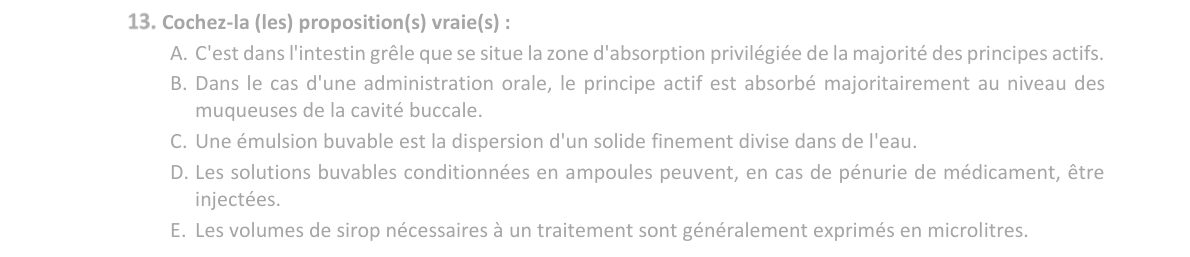 13. Cochez-la (les) proposition(s) vraie(s) :
A. C'est dans l'intestin grêle que se situe la zone d'absorption privilégiée de la majorité des principes actifs.
B. Dans le cas d'une administration orale, le principe actif est absorbé majoritairement au niveau des
muqueuses de la cavité buccale.
C. Une émulsion buvable est la dispersion d'un solide finement divise dans de l'eau.
D. Les solutions buvables conditionnées en ampoules peuvent, en cas de pénurie de médicament, être
injectées.
E. Les volumes de sirop nécessaires à un traitement sont généralement exprimés en microlitres.